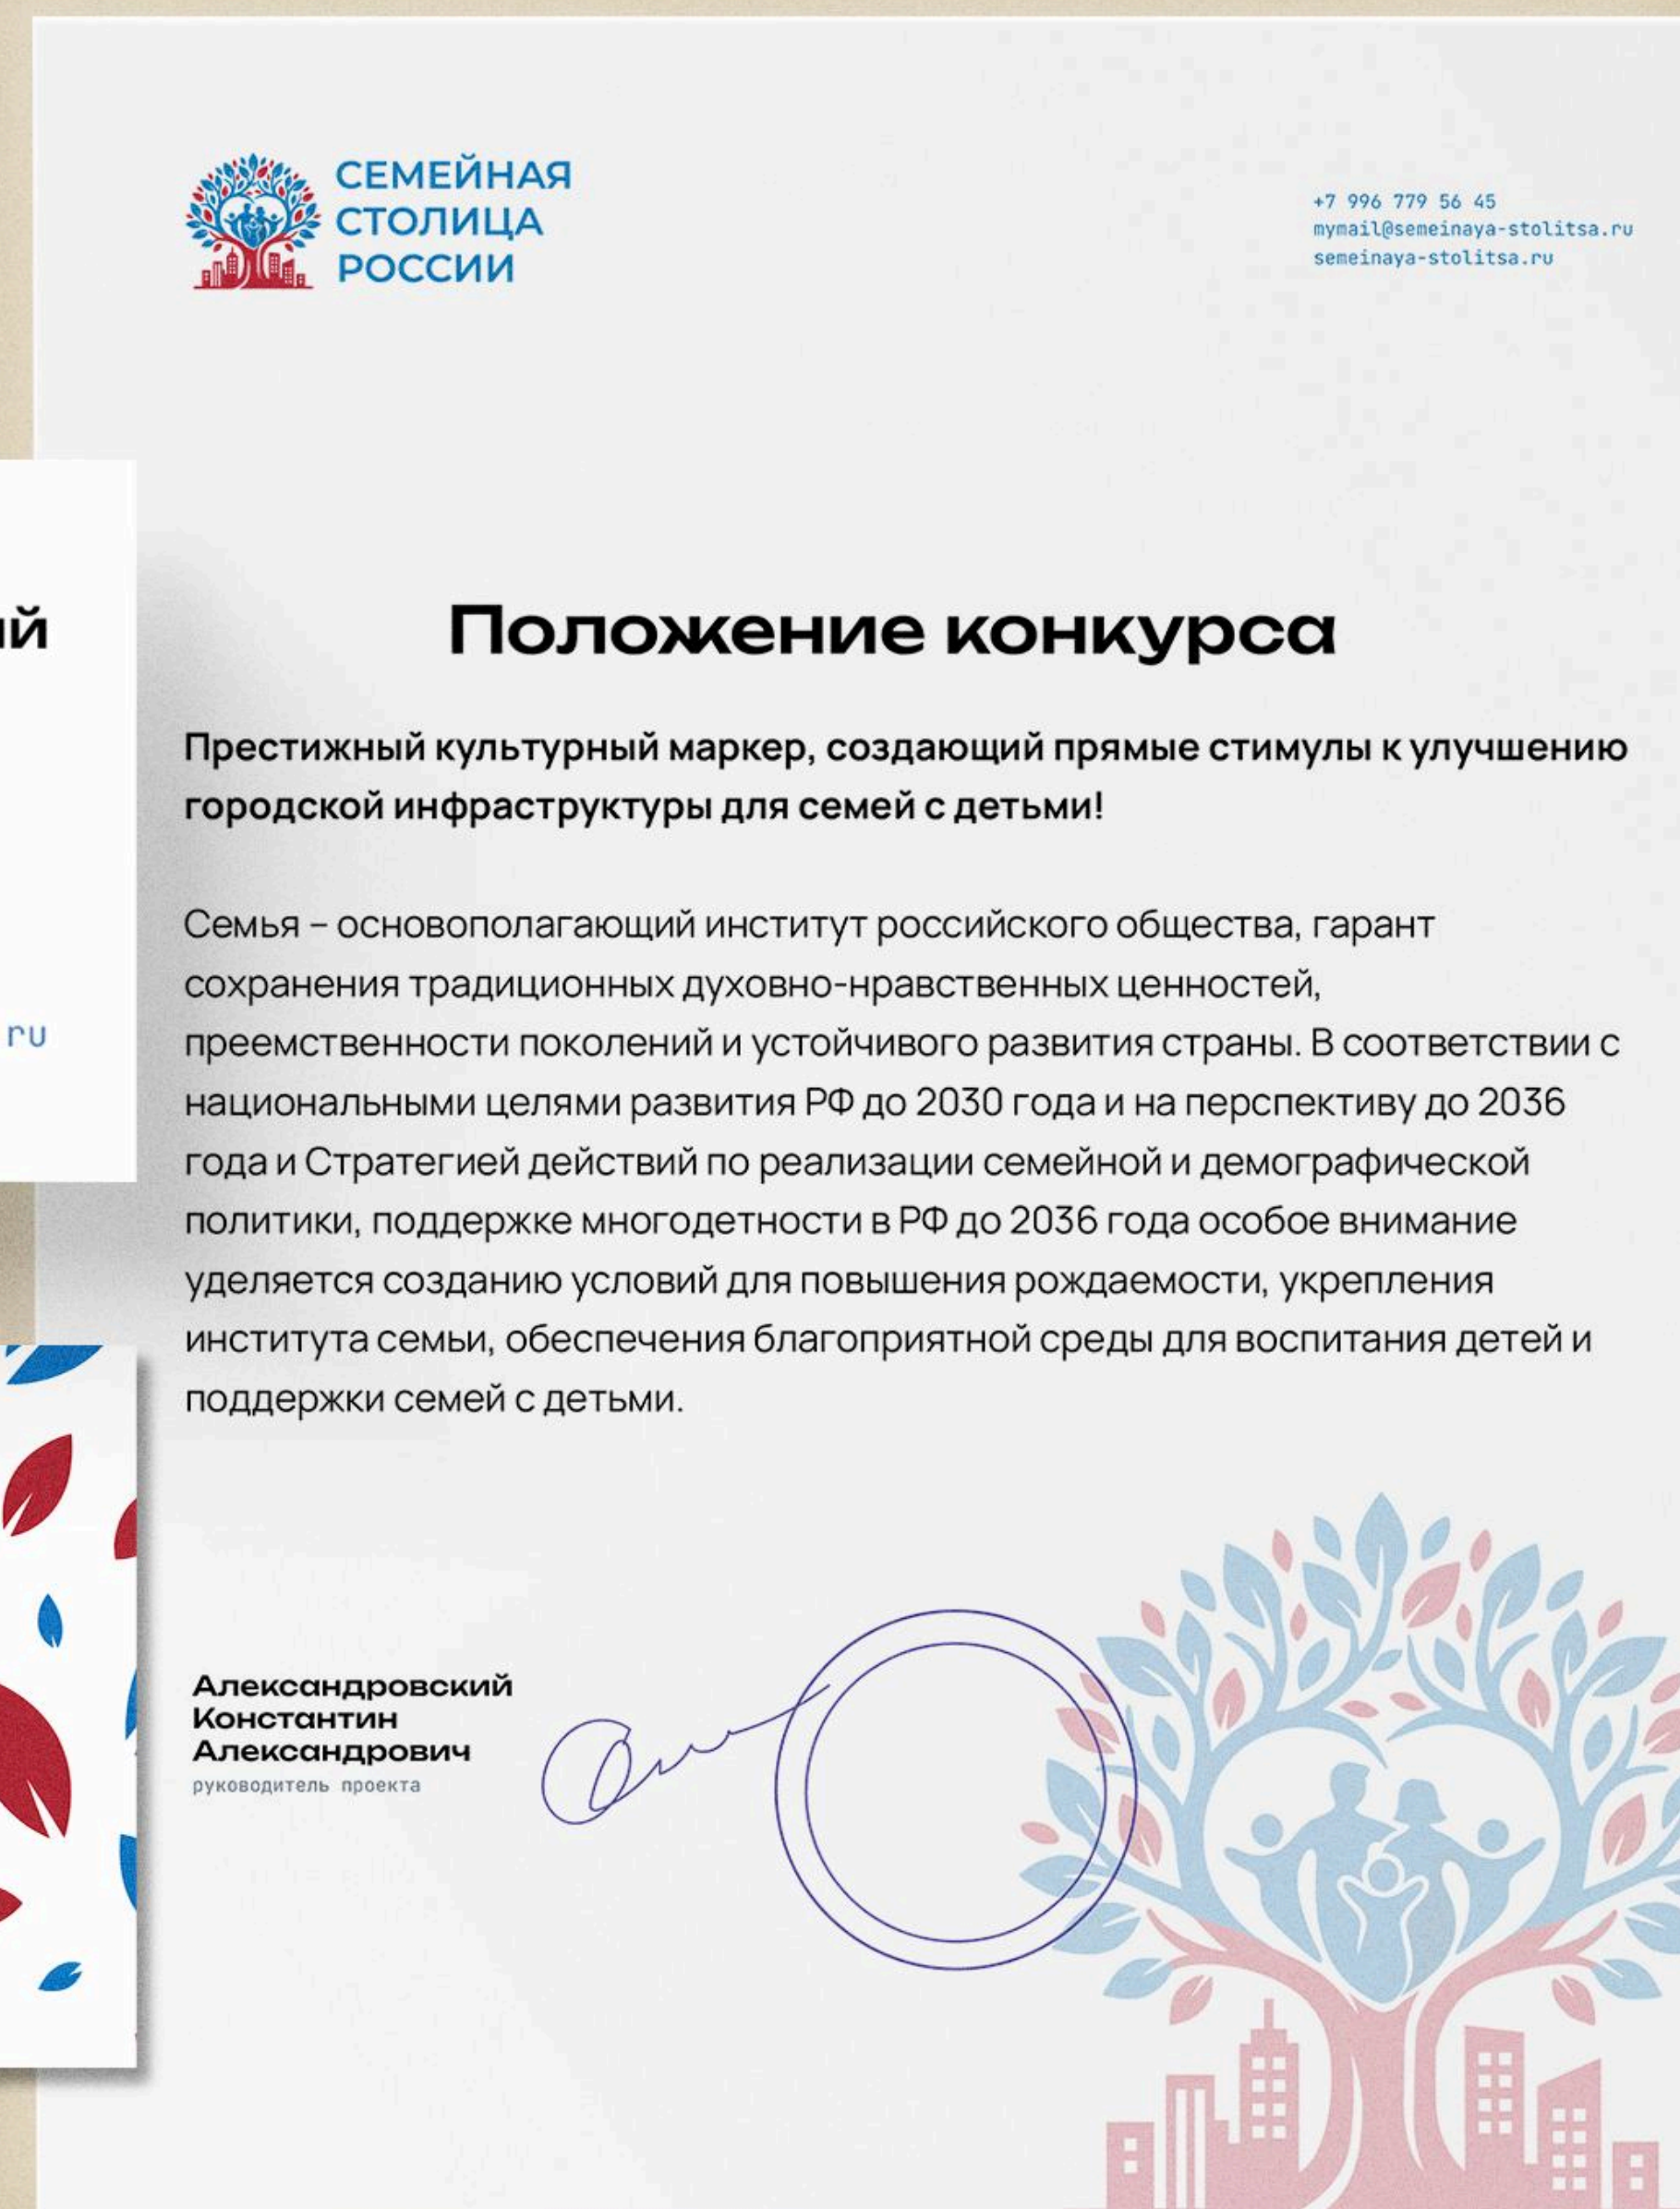 СЕМЕЙНАЯ
СТОЛИЦА
РОССИИ
+7 996 779 56 45
mymail@semeinaya-stolitsa.ru
semeinaya-stolitsa.ru
Положение конкурса
Престижный культурный маркер, создающий прямые стимулы к улучшению
городской инфраструктуры для семей с детьми!
Семья – основополагающий институт российского общества, гарант
сохранения традиционных духовно-нравственных ценностей,
преемственности поколений и устойчивого развития страны. В соответствии с
национальными целями развития РФ до 2030 года и на перспективу до 2036
года и Стратегией действий по реализации семейной и демографической
политики, поддержке многодетности в РФ до 2036 года особое внимание
уделяется созданию условий для повышения рождаемости, укрепления
института семьи, обеспечения благоприятной среды для воспитания детей и
поддержки семей с детьми.
Александровский
Константин
Александрович
руководитель проекта
ru